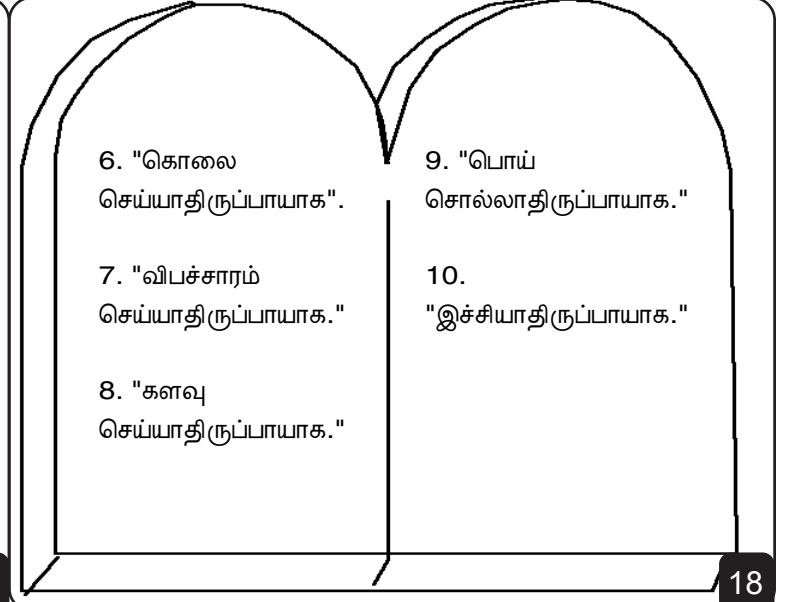 6. "கொலை
செய்யாதிருப்பாயாக".
7. "விபச்சாரம்
செய்யாதிருப்பாயாக."
8. "களவு
செய்யாதிருப்பாயாக."
9. "பொய்
சொல்லாதிருப்பாயாக."
10.
"இச்சியாதிருப்பாயாக."
18